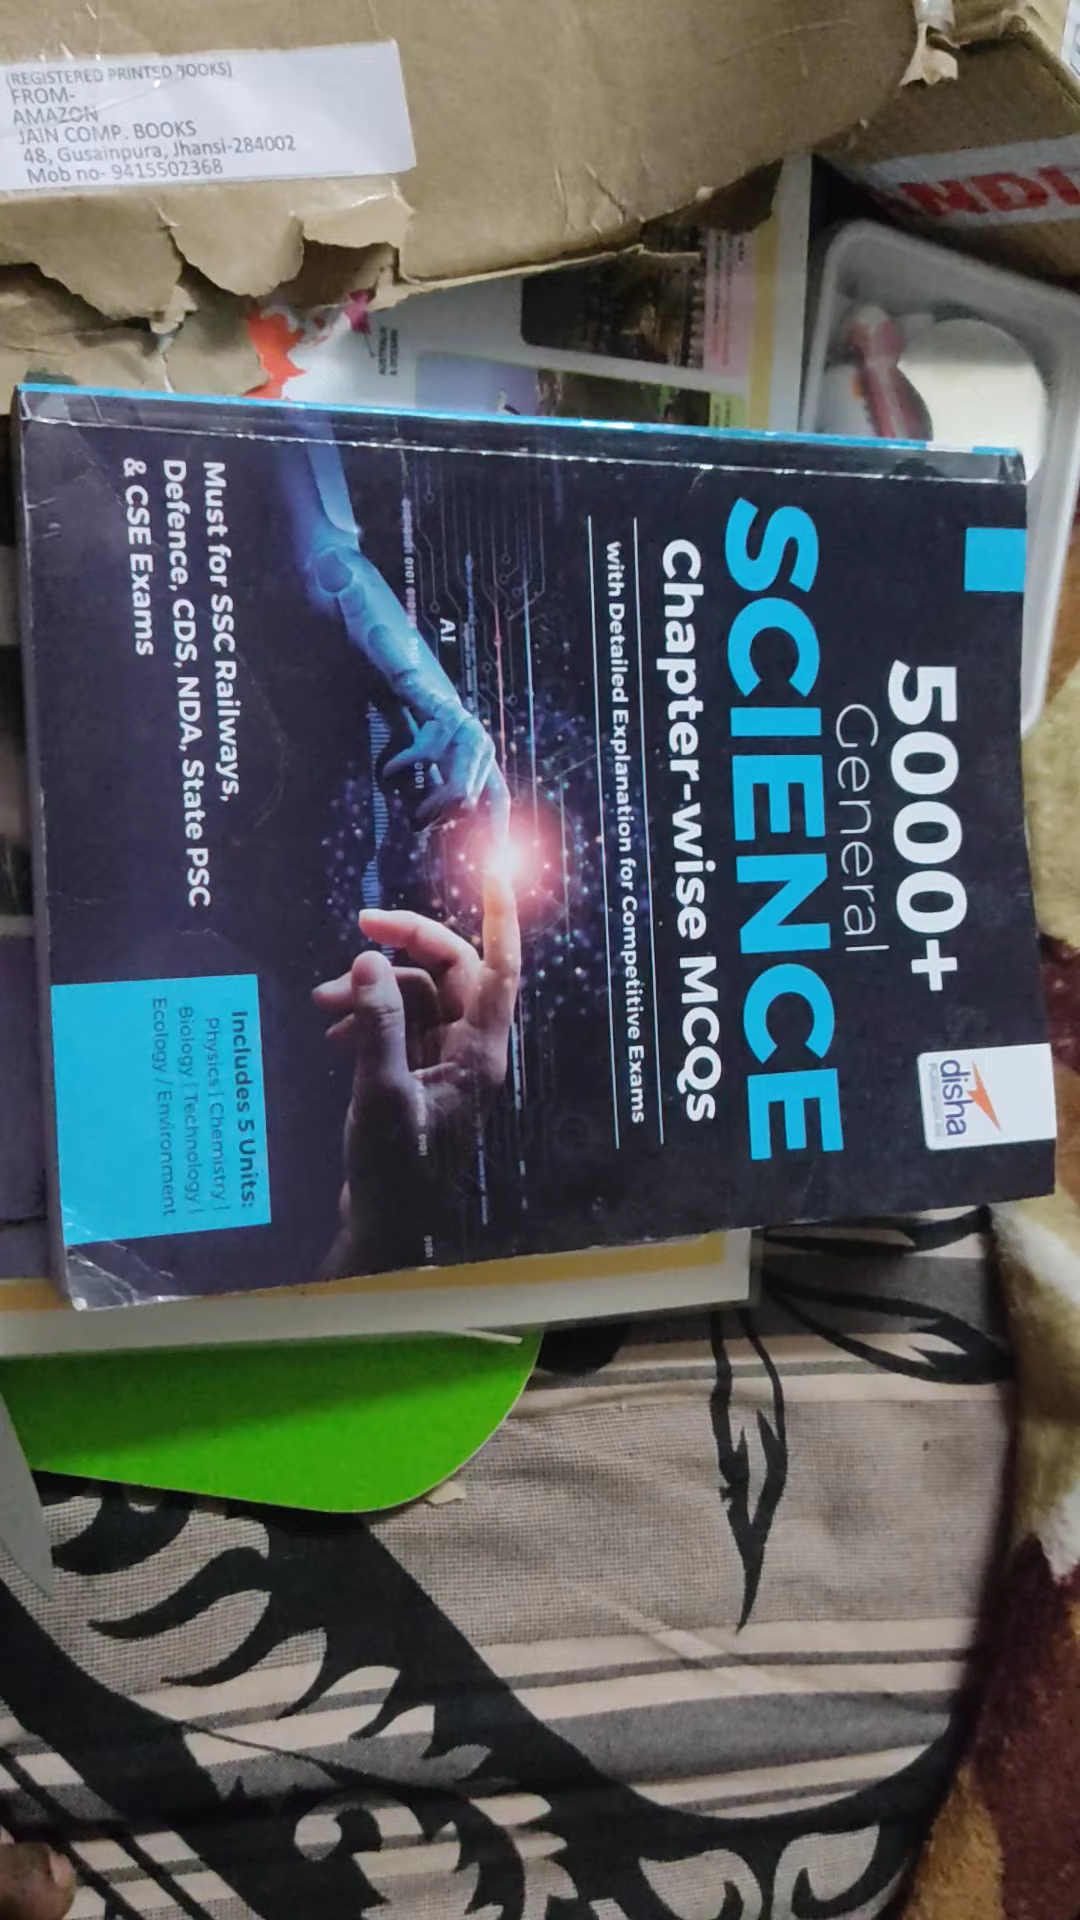 (REGISTERED PRINTED BOOKS)
FROM-
AMAZON
JAIN COMP. BOOKS
48, Gusainpura, Jhansi-284002
Mob no- 9415502368
disha
5000+
General
SCIENCE
Chapter-wise MCQs
with Detailed Explanation for Competitive Exams
AI
Must for SSC Railways,
Defence, CDS, NDA, State PSC
& CSE Exams
Includes 5 Units:
Physics | Chemistry |
Biology | Technology |
Ecology / Environment